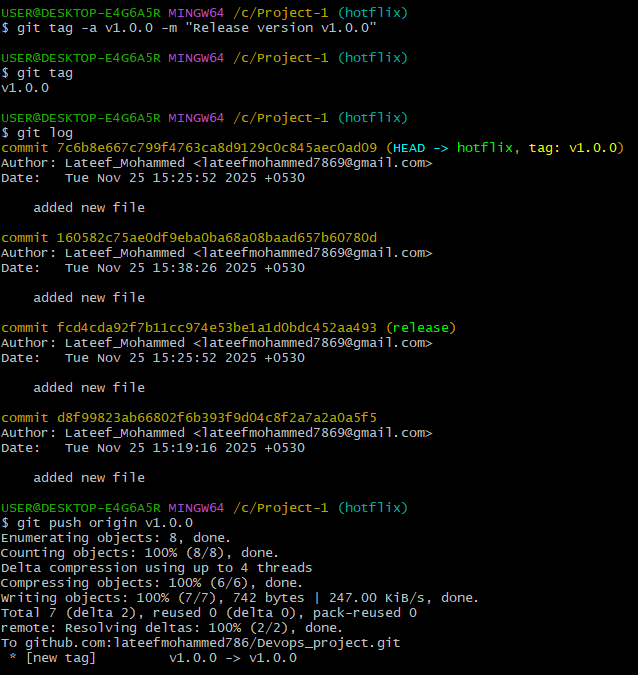 USER@DESKTOP-E4G6A5R MINGW64 /c/Project-1 (hotflix)
$ git tag -a v1.0.0 -m "Release version v1.0.0"
USER@DESKTOP-E4G6A5R MINGW64 /c/Project-1 (hotflix)
$ git tag
v1.0.0
USER@DESKTOP-E4G6A5R MINGW64 /c/Project-1 (hotflix)
$ git log
commit 7c6b8e667c799f4763ca8d9129c0c845aec0ad09 (HEAD -> hotflix, tag: v1.0.0)
Author: Lateef_Mohammed <lateefmohammed7869@gmail.com>
Date:   Tue Nov 25 15:25:52 2025 +0530
    added new file
commit 160582c75ae0df9eba0ba68a08baad657b60780d
Author: Lateef_Mohammed <lateefmohammed7869@gmail.com>
Date:   Tue Nov 25 15:38:26 2025 +0530
    added new file
commit fcd4cda92f7b11cc974e53be1a1d0bdc452aa493 (release)
Author: Lateef_Mohammed <lateefmohammed7869@gmail.com>
Date:   Tue Nov 25 15:25:52 2025 +0530
    added new file
commit d8f99823ab66802f6b393f9d04c8f2a7a2a0a5f5
Author: Lateef_Mohammed <lateefmohammed7869@gmail.com>
Date:   Tue Nov 25 15:19:16 2025 +0530
    added new file
USER@DESKTOP-E4G6A5R MINGW64 /c/Project-1 (hotflix)
$ git push origin v1.0.0
Enumerating objects: 8, done.
Counting objects: 100% (8/8), done.
Delta compression using up to 4 threads
Compressing objects: 100% (6/6), done.
Writing objects: 100% (7/7), 742 bytes | 247.00 KiB/s, done.
Total 7 (delta 2), reused 0 (delta 0), pack-reused 0
remote: Resolving deltas: 100% (2/2), done.
To github.com:lateefmohammed786/Devops_project.git
 * [new tag]         v1.0.0 -> v1.0.0